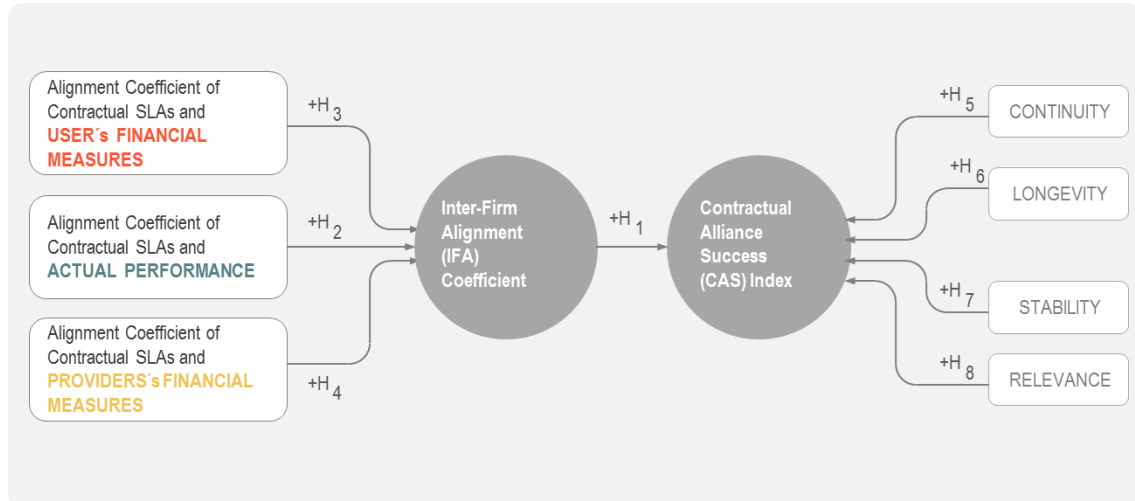 Alignment Coefficient of
Contractual SLAs and
USER´s FINANCIAL
MEASURES
+H 3
Alignment Coefficient of
Contractual SLAs and
ACTUAL PERFORMANCE
+H 2
Alignment Coefficient of
Contractual SLAs and
PROVIDERS´s FINANCIAL
MEASURES
+H 4
Inter-Firm
Alignment
(IFA)
Coefficient
+H 1
Contractual
Alliance
Success
(CAS) Index
+H 5
CONTINUITY
+H 6
LONGEVITY
+H 7
STABILITY
+H 8
RELEVANCE